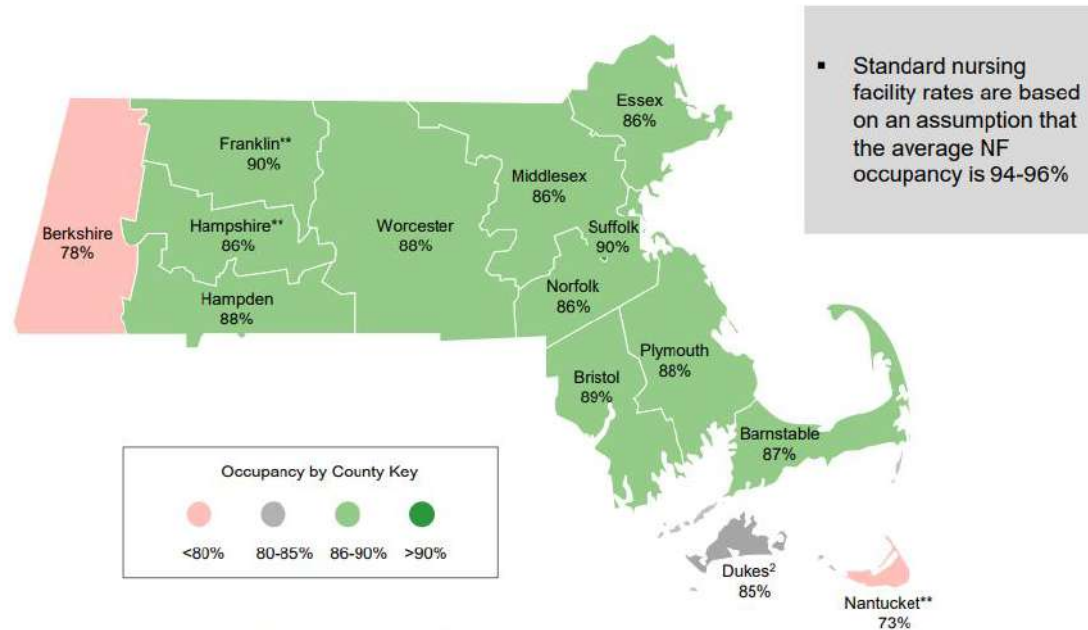 ▪ Standard nursing
facility rates are based
on an assumption that
the average NF
occupancy is 94-96%
Essex
86%
Franklin**
90%
Middlesex
86%
Berkshire
78%
Hampshire**
86%
Worcester
88%
Suffolk
90%
Norfolk
86%
Hampden
88%
Plymouth
88%
Bristol
89%
Barnstable
87%
Occupancy by County Key
<80% 80-85% 86-90% >90%
Dukes²
85%
Nantucket**
73%